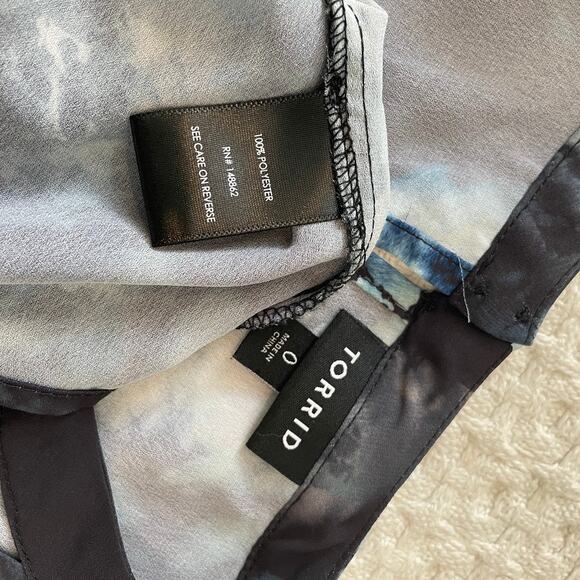 100% POLYESTER
RN# 148862
SEE CARE ON REVERSE
TORRID
0
MADE IN
CHINA